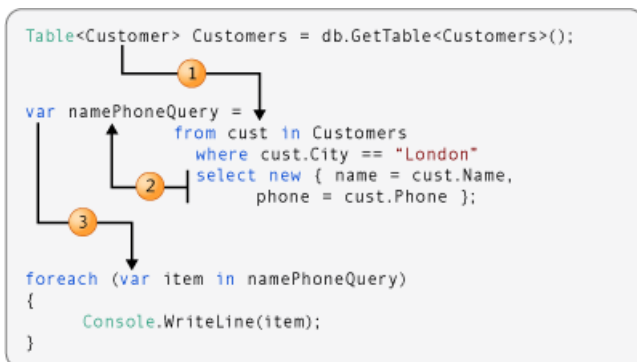 Table<Customer> Customers = db.GetTable<Customers>();
1
var namePhoneQuery =
from cust in Customers
where cust.City == “London”
2
select new { name = cust.Name,
phone = cust.Phone };
3
foreach (var item in namePhoneQuery)
{
Console.WriteLine(item);
}